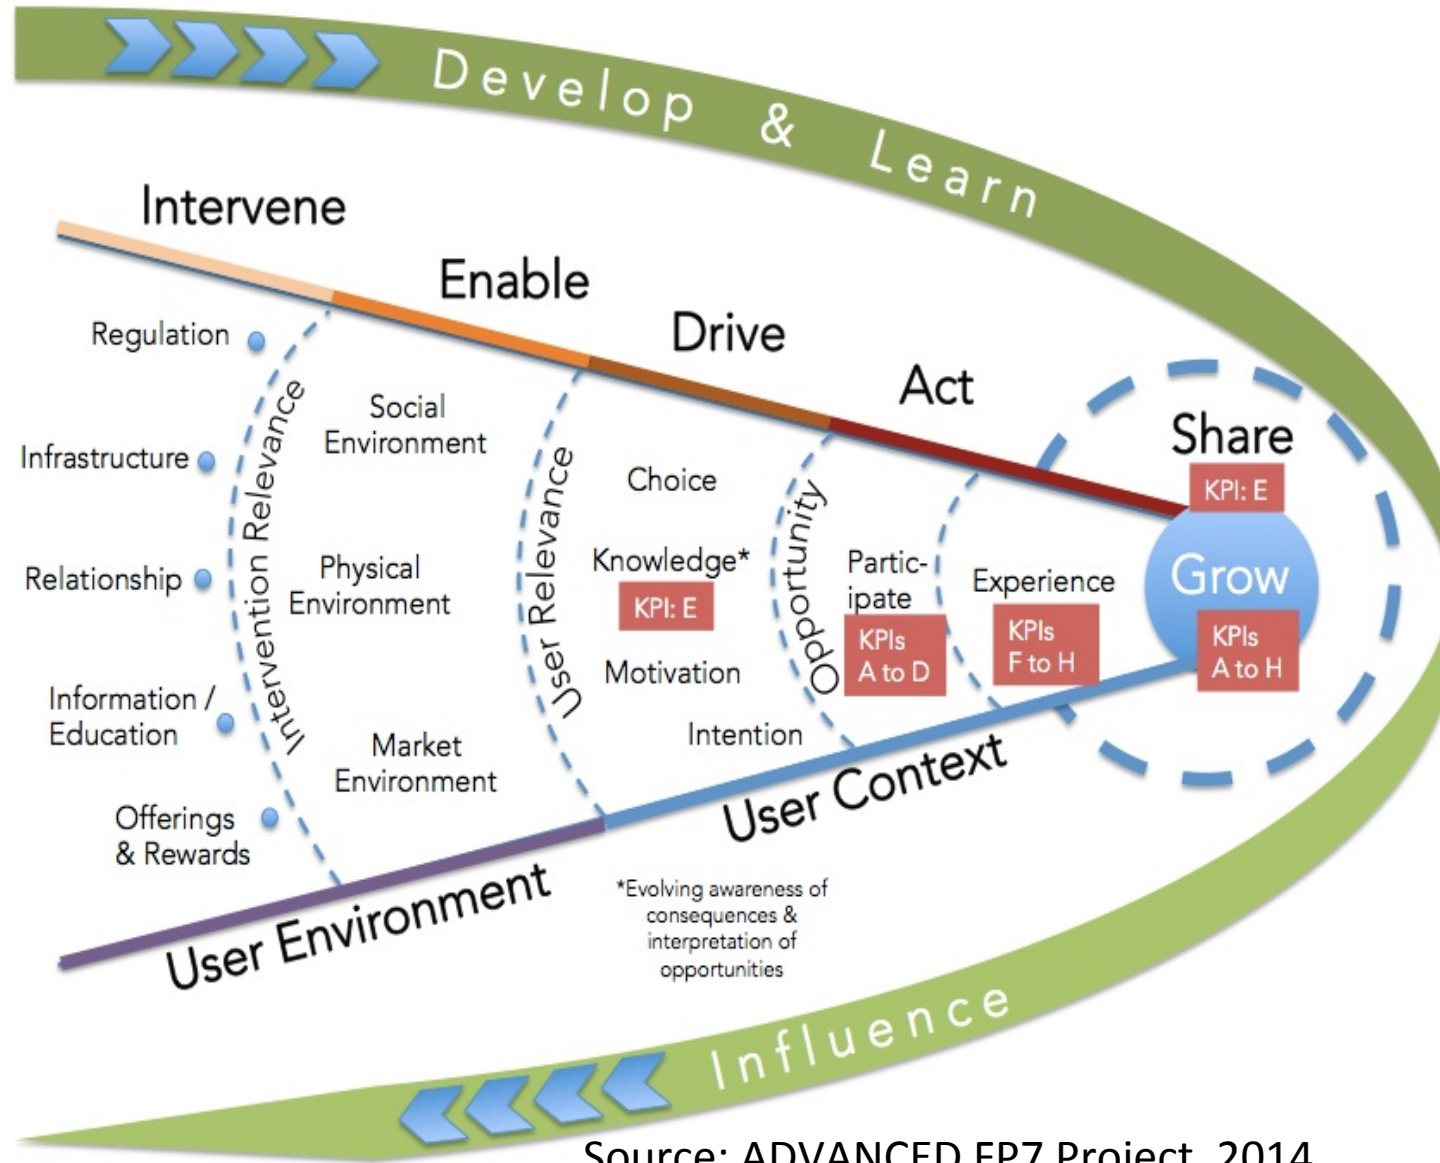 Develop & Learn
Intervene
Enable
Drive
Act
Share
KPI: E
Grow
KPIs
A to H
Regulation
Infrastructure
Relationship
Information /
Education
Offerings
& Rewards
Intervention Relevance
Social
Environment
Physical
Environment
Market
Environment
User Relevance
Choice
Knowledge*
KPI: E
Motivation
Intention
Opportunity
Partic-
ipate
KPIs
A to D
Experience
KPIs
F to H
User Environment
User Context
*Evolving awareness of
consequences &
interpretation of
opportunities
Influence
Source: ADVANCED FP7 Project, 2014